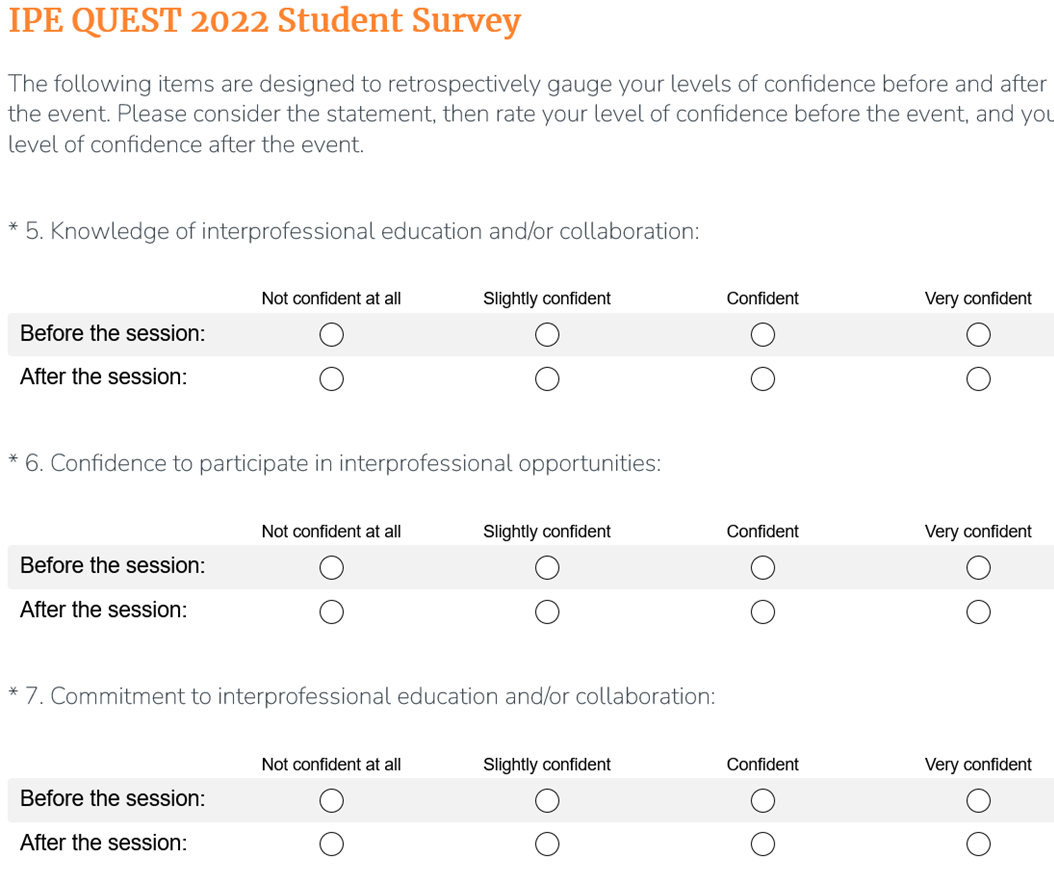 IPE QUEST 2022 Student Survey
The following items are designed to retrospectively gauge your levels of confidence before and after
the event. Please consider the statement, then rate your level of confidence before the event, and
level of confidence after the event.
* 5. Knowledge of interprofessional education and/or collaboration:
Not confident at all Slightly confident Confident Very confident
Before the session:
After the session:
* 6. Confidence to participate in interprofessional opportunities:
Not confident at all Slightly confident Confident Very confident
Before the session:
After the session:
* 7. Commitment to interprofessional education and/or collaboration:
Not confident at all Slightly confident Confident Very confident
Before the session:
After the session: